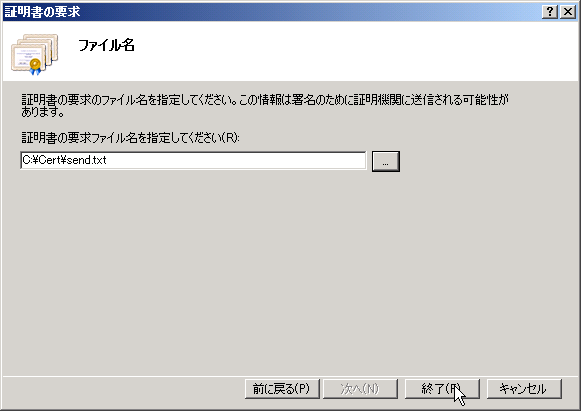 証明書の要求
ファイル名
証明書の要求のファイル名を指定してください。この情報は署名のために証明機関に送信される可能性が
あります。
証明書の要求ファイル名を指定してください(R):
C:¥Cert¥send.txt
...
前に戻る(P) 次へ(N) 終了(F) キャンセル